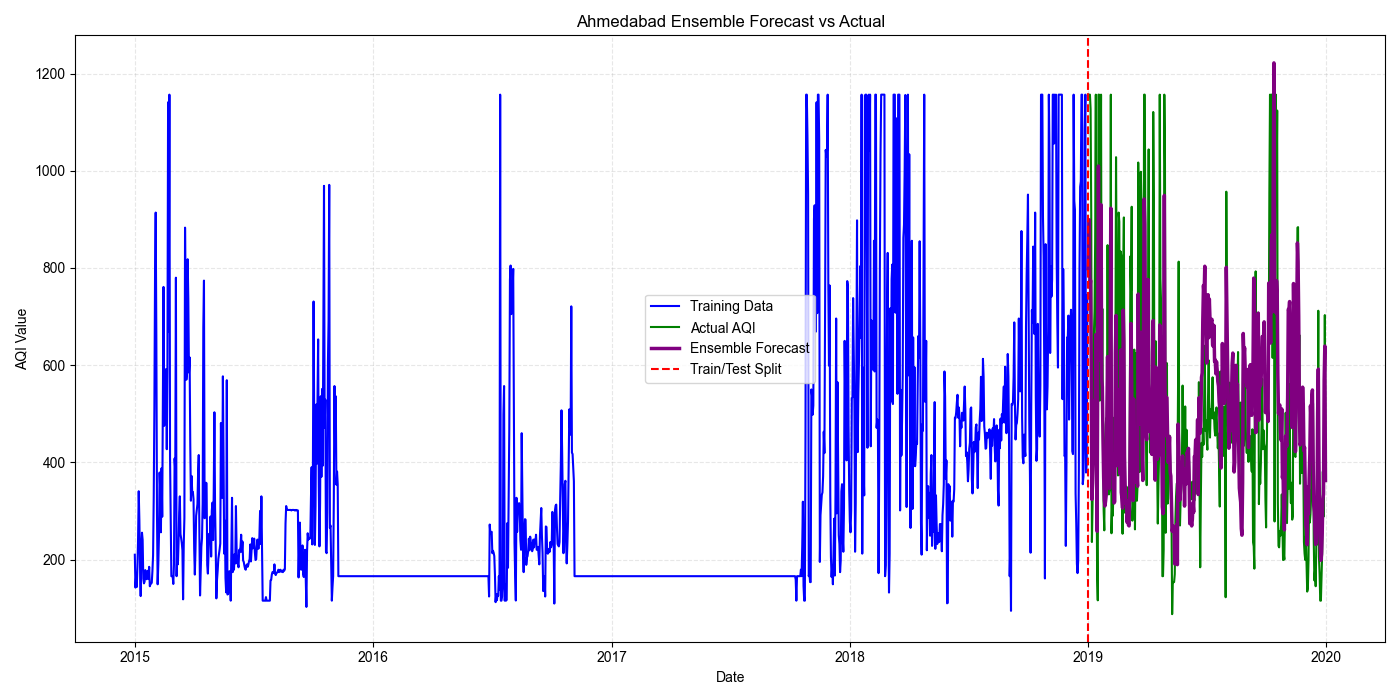 Ahmedabad Ensemble Forecast vs Actual
1200
1000
800
600
400
200
AQI Value
Training Data
Actual AQI
Ensemble Forecast
Train/Test Split
2015
2016
2017
2018
2019
2020
Date